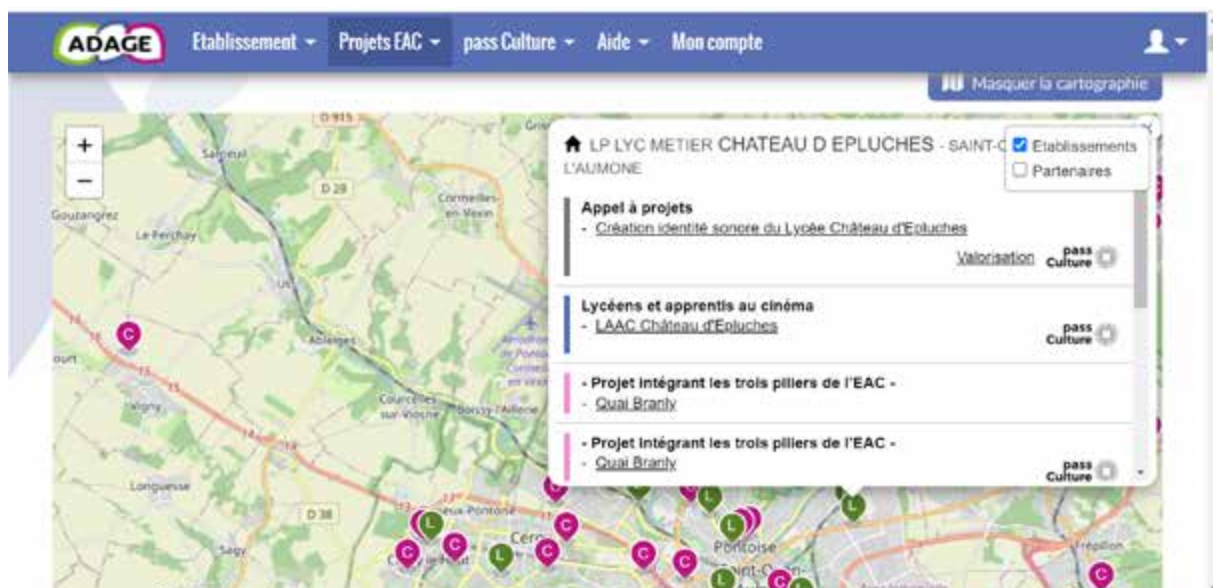 ADAGE
Etablissement
Projets EAC
pass Culture
Aide
Mon compte
Masquer la cartographie
+
−
LP LYC METIER CHATEAU D EPLUCHES - SAINT-O
L'AUMONE
Etablissements
Partenaires
Appel à projets
- Création identité sonore du Lycée Château d'Epluches
Valorisation
pass
Culture
Lycéens et apprentis au cinéma
- LAAC Château d'Epluches
pass
Culture
- Projet intégrant les trois piliers de l'EAC -
- Quai Branly
- Projet intégrant les trois piliers de l'EAC -
- Quai Branly
pass
Culture
D 915
D 28
Santeuil
Gouzangrez
Le Perchay
Cormeilles-
en-Vexin
Us
Ableiges
Courcelles-
sur-Viosne
Boissy-l'Aillerie
Vigny
Longuesse
D 38
Sagy
Pontoise
C
C
C
C
C
C
C
C
C
L
L
L
L
L